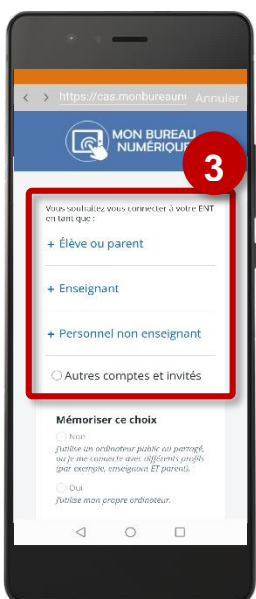 < > https://cas.monbureaunu Annuler
MON BUREAU
NUMÉRIQUE
3
Vous souhaitez vous connecter à votre ENT
en tant que :
+ Élève ou parent
+ Enseignant
+ Personnel non enseignant
Autres comptes et invités
Mémoriser ce choix
Non
J'utilise un ordinateur public ou partagé,
ou je me connecte avec différents profils
(par exemple, enseignant ET parent).
Oui
J'utilise mon propre ordinateur.